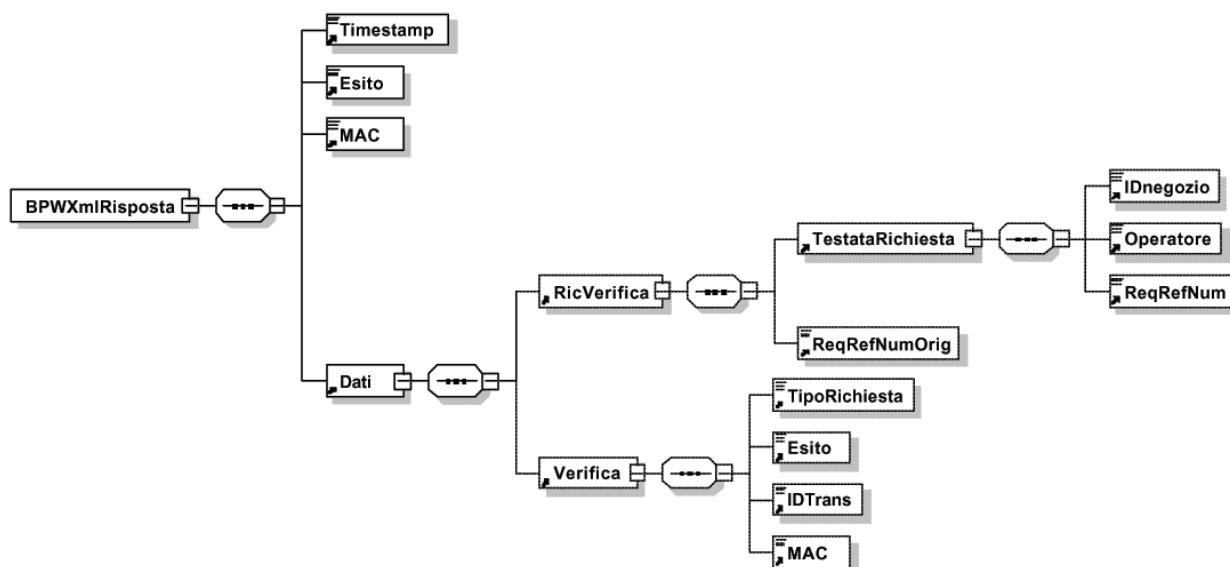 BPWXmlRisposta
Timestamp
Esito
MAC
Dati
RicVerifica
TestataRichiesta
IDnegozio
Operatore
ReqRefNum
ReqRefNumOrig
Verifica
TipoRichiesta
Esito
IDTrans
MAC